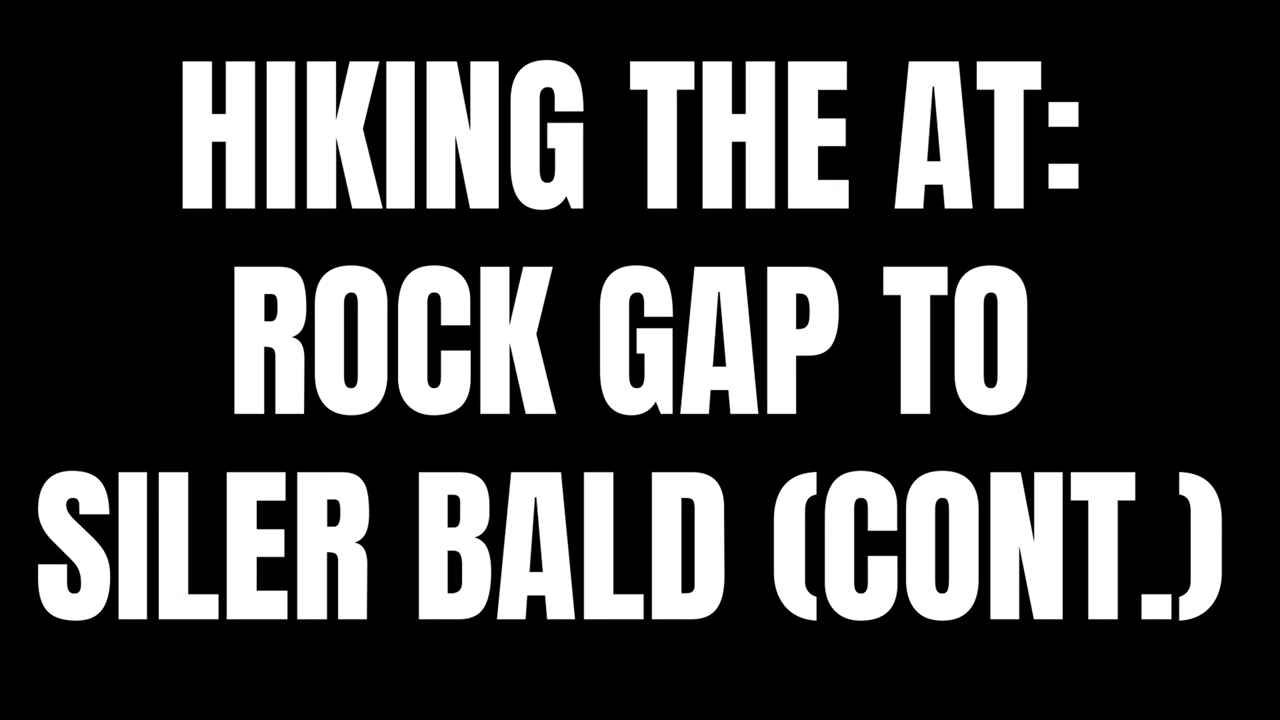 HIKING THE AT:
ROCK GAP TO
SILER BALD (CONT.)